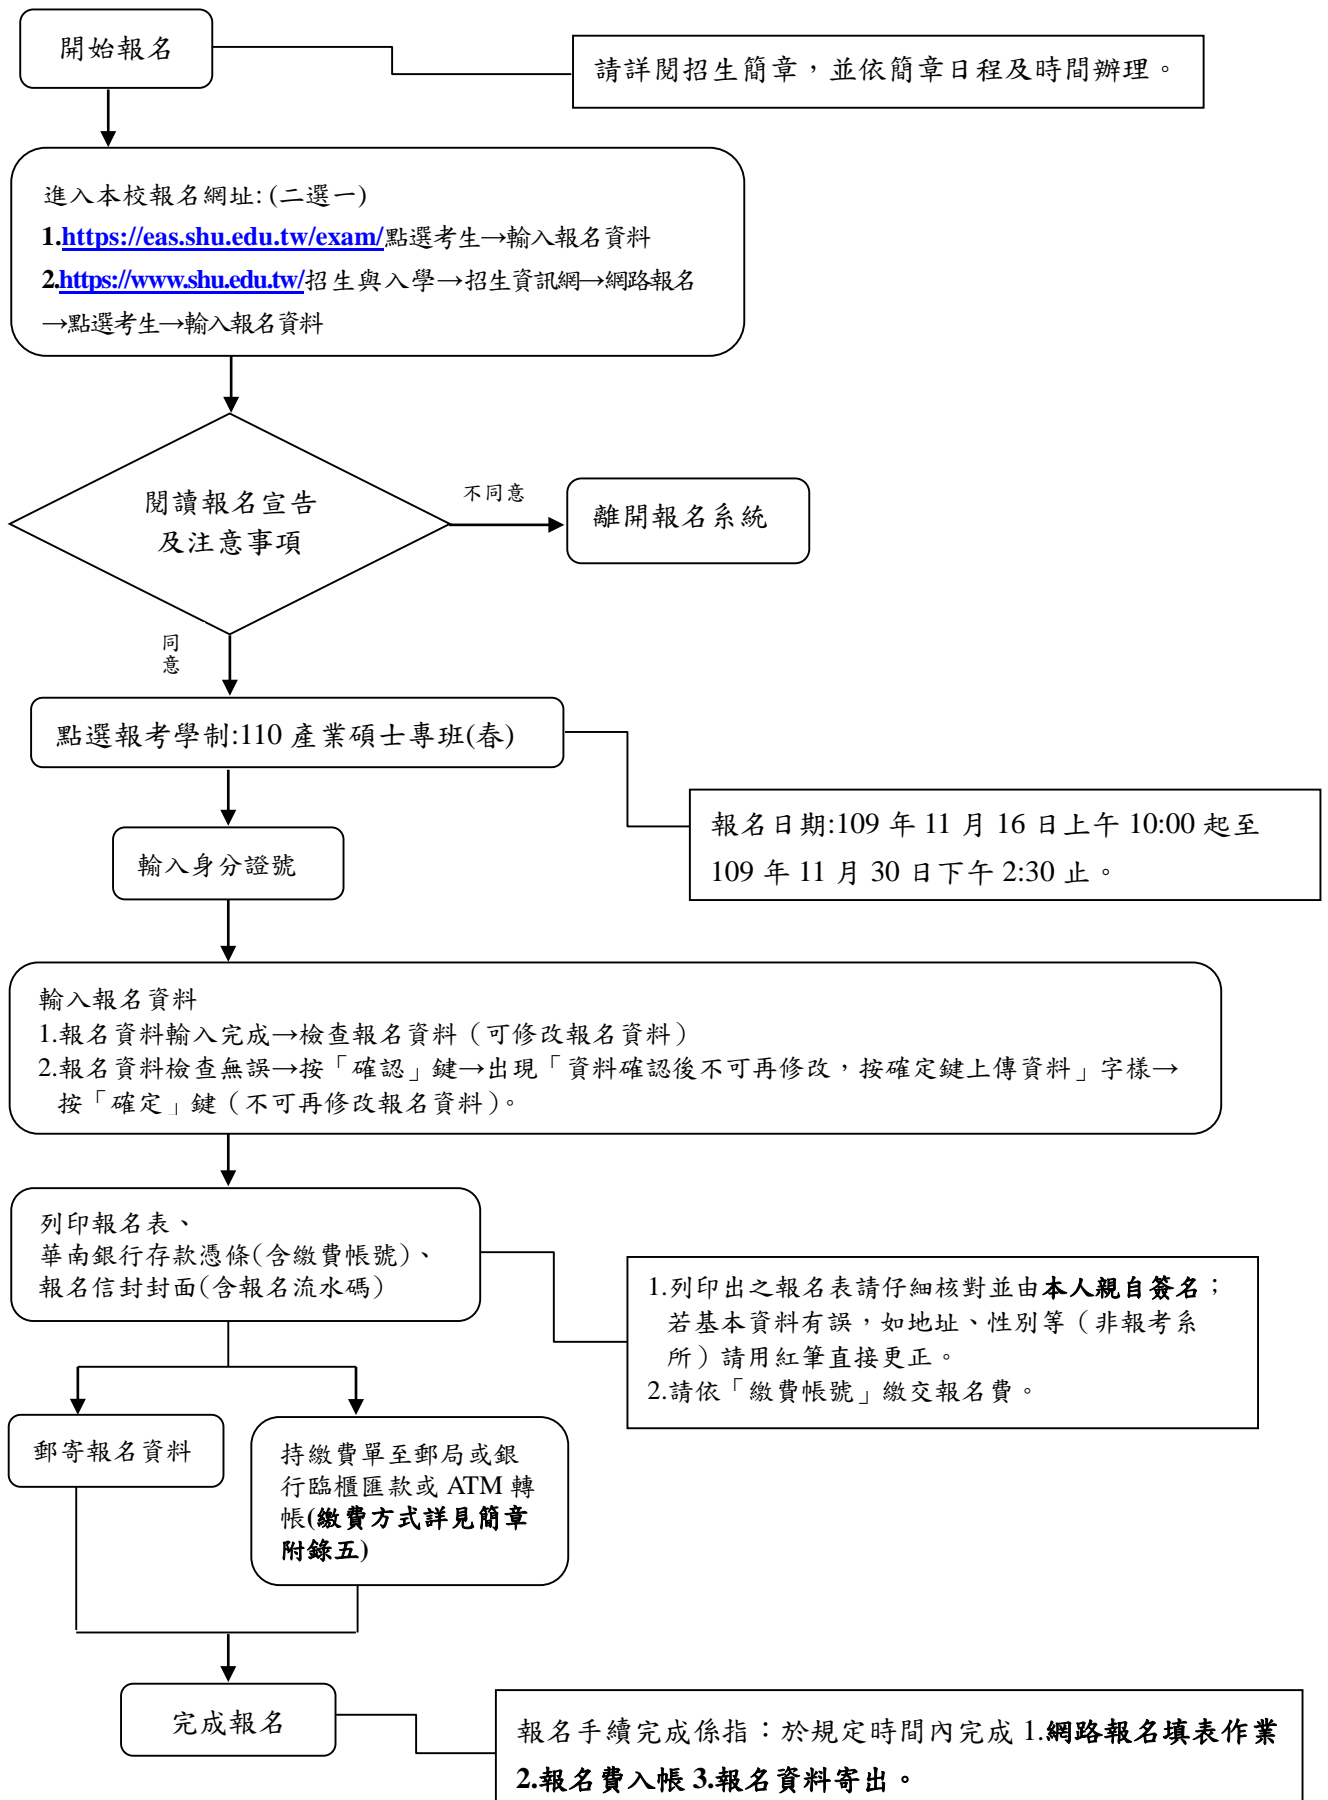 開始報名
請詳閱招生簡章，並依簡章日程及時間辦理。
進入本校報名網址: (二選一)
1.https://eas.shu.edu.tw/exam/點選考生→輸入報名資料
2.https://www.shu.edu.tw/招生與入學→招生資訊網→網路報名
→點選考生→輸入報名資料
閱讀報名宣告
及注意事項
不同意
離開報名系統
同
意
點選報考學制:110 產業碩士專班(春)
報名日期:109 年 11 月 16 日上午 10:00 起至
109 年 11 月 30 日下午 2:30 止。
輸入身分證號
輸入報名資料
1.報名資料輸入完成→檢查報名資料（可修改報名資料）
2.報名資料檢查無誤→按「確認」鍵→出現「資料確認後不可再修改，按確定鍵上傳資料」字樣→
按「確定」鍵（不可再修改報名資料）。
列印報名表、
華南銀行存款憑條(含繳費帳號)、
報名信封封面(含報名流水碼)
1.列印出之報名表請仔細核對並由本人親自簽名；
若基本資料有誤，如地址、性別等（非報考系
所）請用紅筆直接更正。
2.請依「繳費帳號」繳交報名費。
郵寄報名資料
持繳費單至郵局或銀
行臨櫃匯款或 ATM 轉
帳(繳費方式詳見簡章
附錄五)
完成報名
報名手續完成係指：於規定時間內完成 1.網路報名填表作業
2.報名費入帳 3.報名資料寄出。